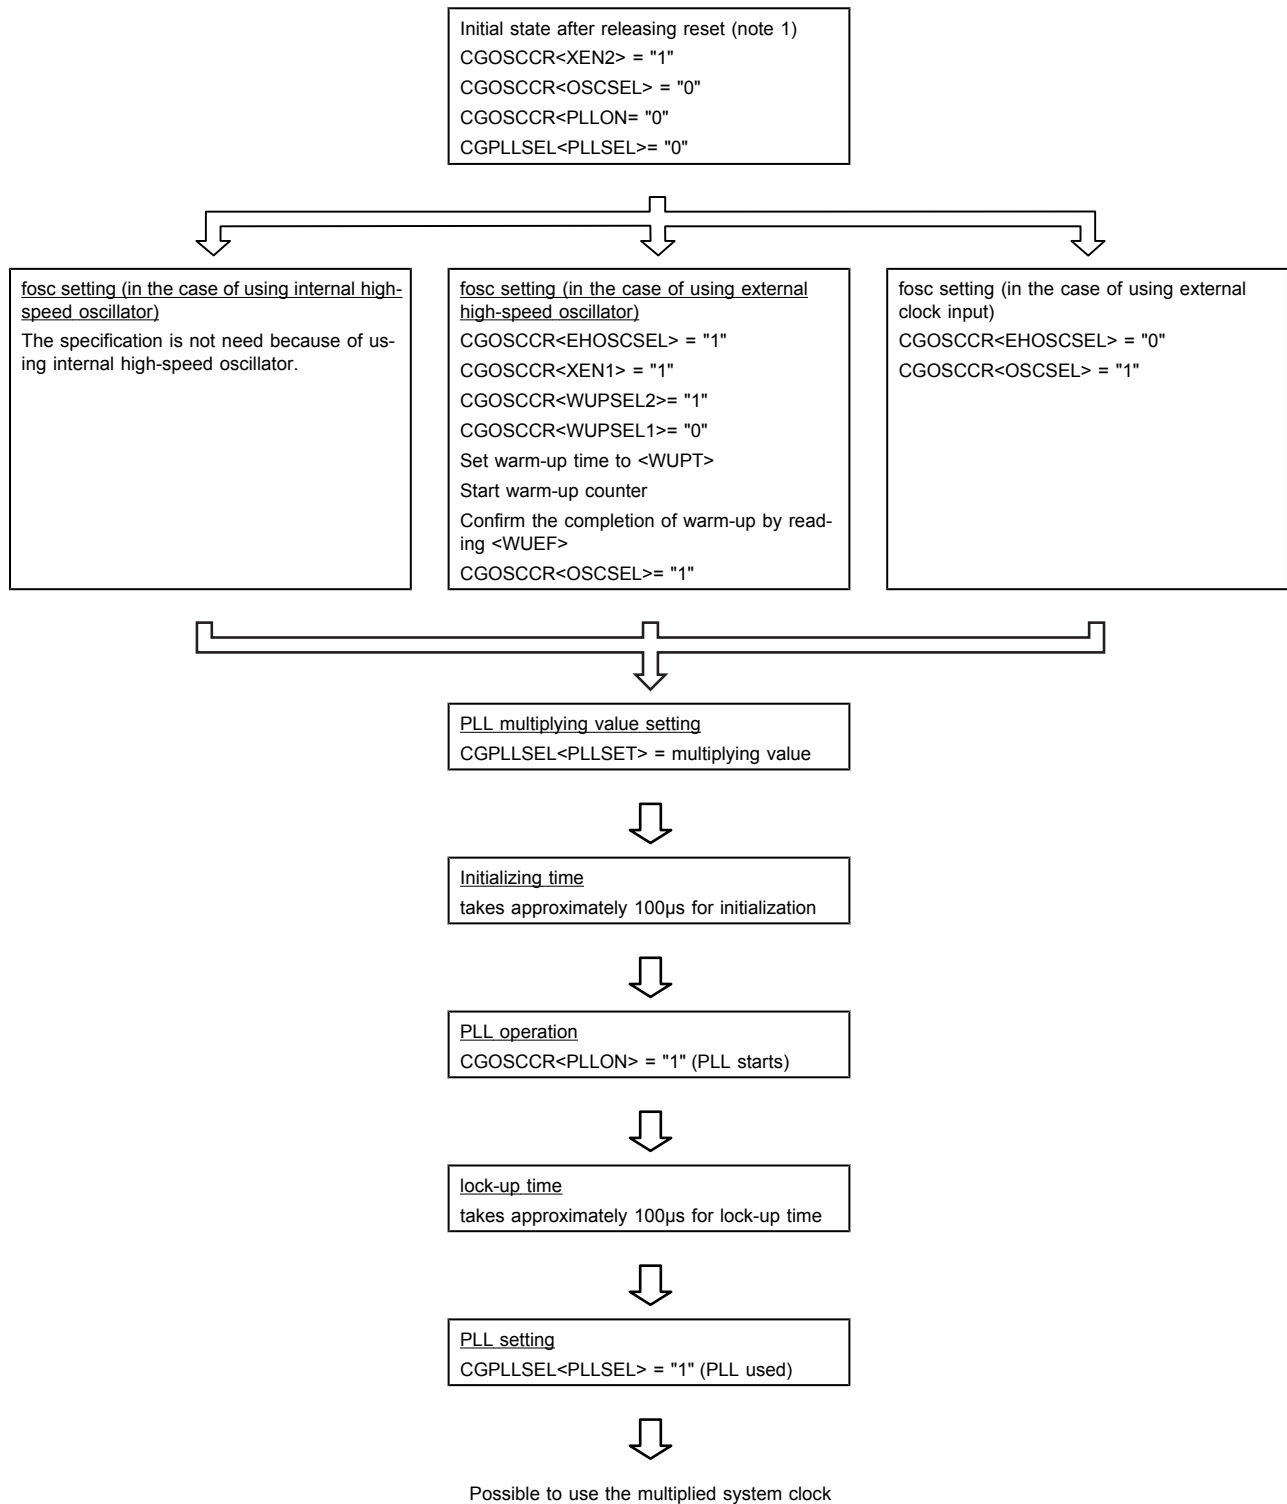 Initial state after releasing reset (note 1)
CGOSCCR<XEN2> = "1"
CGOSCCR<OSCSEL> = "0"
CGOSCCR<PLLON= "0"
CGPLLSEL<PLLSEL>= "0"
fosc setting (in the case of using internal high-
speed oscillator)
The specification is not need because of us-
ing internal high-speed oscillator.
fosc setting (in the case of using external
high-speed oscillator)
CGOSCCR<EHOSCSEL> = "1"
CGOSCCR<XEN1> = "1"
CGOSCCR<WUPSEL2>= "1"
CGOSCCR<WUPSEL1>= "0"
Set warm-up time to <WUPT>
Start warm-up counter
Confirm the completion of warm-up by read-
ing <WUEF>
CGOSCCR<OSCSEL>= "1"
fosc setting (in the case of using external
clock input)
CGOSCCR<EHOSCSEL> = "0"
CGOSCCR<OSCSEL> = "1"
PLL multiplying value setting
CGPLLSEL<PLLSET> = multiplying value
Initializing time
takes approximately 100μs for initialization
PLL operation
CGOSCCR<PLLON> = "1" (PLL starts)
lock-up time
takes approximately 100μs for lock-up time
PLL setting
CGPLLSEL<PLLSEL> = "1" (PLL used)
Possible to use the multiplied system clock